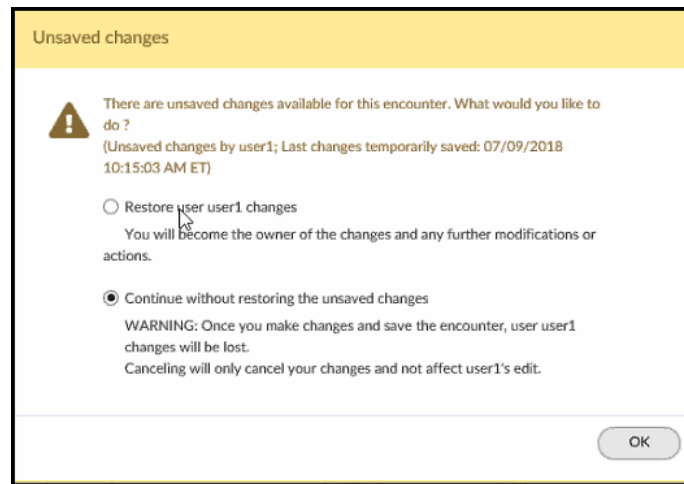 Unsaved changes
There are unsaved changes available for this encounter. What would you like to
do ?
(Unsaved changes by user1; Last changes temporarily saved: 07/09/2018
10:15:03 AM ET)
Restore user user1 changes
You will become the owner of the changes and any further modifications or
actions.
Continue without restoring the unsaved changes
WARNING: Once you make changes and save the encounter, user user1
changes will be lost.
Canceling will only cancel your changes and not affect user1's edit.
OK